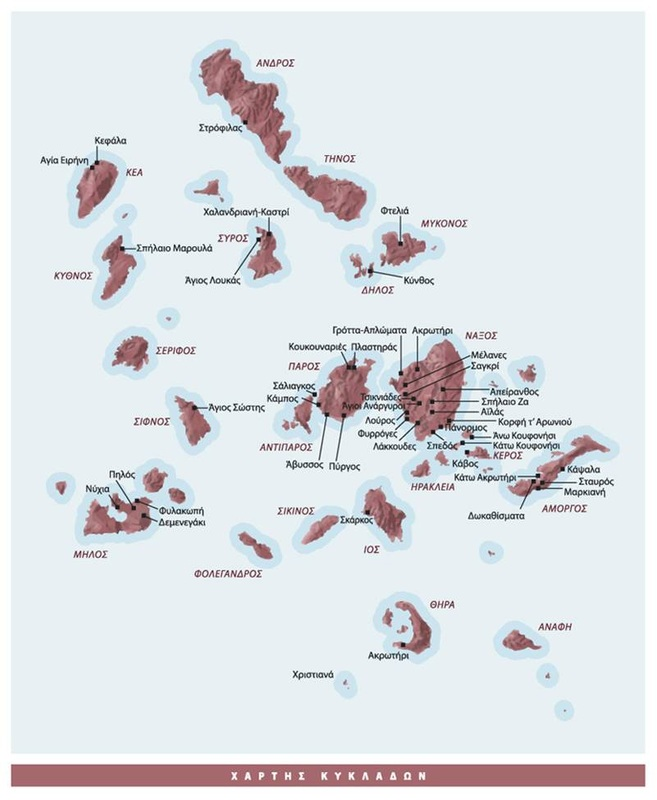 ΑΝΔΡΟΣ
Στρόφιλας
Κεφάλα
Αγία Ειρήνη
ΚΕΑ
ΤΗΝΟΣ
Χαλανδριανή-Καστρί
Φτελιά
ΜΥΚΟΝΟΣ
ΣΥΡΟΣ
Σπήλαιο Μαρουλά
ΚΥΘΝΟΣ
Άγιος Λουκάς
Κύνθος
ΔΗΛΟΣ
Γρόττα-Απλώματα
Ακρωτήρι
ΝΑΞΟΣ
Κουκουναριές
Πλαστηράς
ΣΕΡΙΦΟΣ
Μέλανες
ΠΑΡΟΣ
Σαγκρί
Σάλιαγκος
Απείρανθος
Κάμπος
Τσικνιάδες
Σπήλαιο Ζα
Άγιοι Ανάργυροι
Άγιος Σώστης
Αϊλάς
ΣΙΦΝΟΣ
Λούρος
Κορφή τ' Αρωνιού
Πάνορμος
Φυρρόγες
Άνω Κουφονήσι
ΑΝΤΙΠΑΡΟΣ
Λάκκουδες
Σπεδός
Κάτω Κουφονήσι
ΚΕΡΟΣ
Άβυσσος
Πύργος
Κάβος
Κάψαλα
Πηλός
Κάτω Ακρωτήρι
Σταυρός
ΗΡΑΚΛΕΙΑ
Νύχια
Μαρκιανή
ΑΜΟΡΓΟΣ
Φυλακωπή
ΣΙΚΙΝΟΣ
Σκάρκος
Δωκαθίσματα
Δεμενεγάκι
ΜΗΛΟΣ
ΙΟΣ
ΦΟΛΕΓΑΝΔΡΟΣ
ΘΗΡΑ
ΑΝΑΦΗ
Ακρωτήρι
Χριστιανά
ΧΑΡΤΗΣ ΚΥΚΛΑΔΩΝ